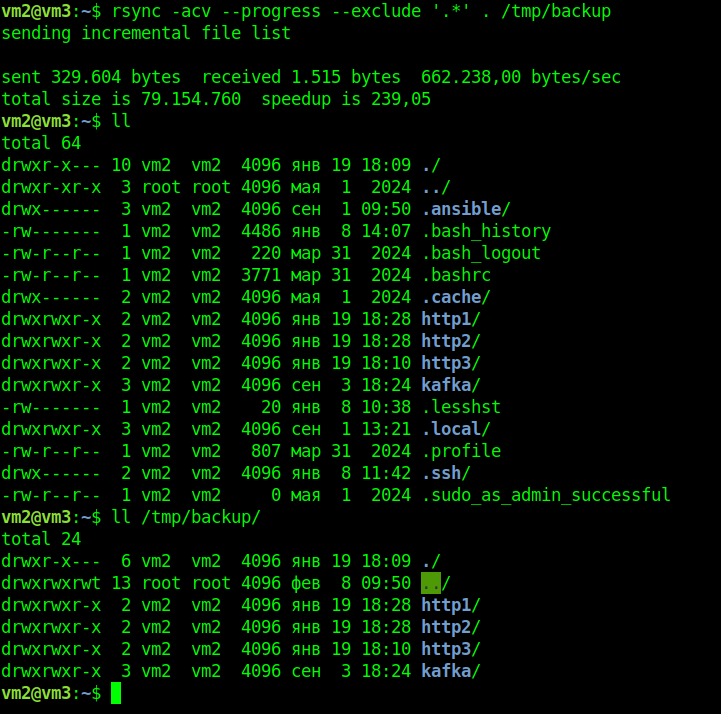 vm2@vm3:~$ rsync -acv --progress --exclude '.*' . /tmp/backup
sending incremental file list

sent 329.604 bytes  received 1.515 bytes  662.238,00 bytes/sec
total size is 79.154.760  speedup is 239,05
vm2@vm3:~$ ll
total 64
drwxr-x--- 10 vm2  vm2  4096 янв 19 18:09 ./
drwxr-xr-x  3 root root 4096 мая  1  2024 ../
drwx------  3 vm2  vm2  4096 сен  1 09:50 .ansible/
-rw-------  1 vm2  vm2  4486 янв  8 14:07 .bash_history
-rw-r--r--  1 vm2  vm2   220 мар 31  2024 .bash_logout
-rw-r--r--  1 vm2  vm2  3771 мар 31  2024 .bashrc
drwx------  2 vm2  vm2  4096 мая  1  2024 .cache/
drwxrwxr-x  2 vm2  vm2  4096 янв 19 18:28 http1/
drwxrwxr-x  2 vm2  vm2  4096 янв 19 18:28 http2/
drwxrwxr-x  2 vm2  vm2  4096 янв 19 18:10 http3/
drwxrwxr-x  3 vm2  vm2  4096 сен  3 18:24 kafka/
-rw-------  1 vm2  vm2    20 янв  8 10:38 .lesshst
drwxrwxr-x  3 vm2  vm2  4096 сен  1 13:21 .local/
-rw-r--r--  1 vm2  vm2   807 мар 31  2024 .profile
drwx------  2 vm2  vm2  4096 янв  8 11:42 .ssh/
-rw-r--r--  1 vm2  vm2     0 мая  1  2024 .sudo_as_admin_successful
vm2@vm3:~$ ll /tmp/backup/
total 24
drwxr-x---  6 vm2  vm2  4096 янв 19 18:09 ./
drwxrwxrwt 13 root root 4096 фев  8 09:50 ../
drwxrwxr-x  2 vm2  vm2  4096 янв 19 18:28 http1/
drwxrwxr-x  2 vm2  vm2  4096 янв 19 18:28 http2/
drwxrwxr-x  2 vm2  vm2  4096 янв 19 18:10 http3/
drwxrwxr-x  3 vm2  vm2  4096 сен  3 18:24 kafka/
vm2@vm3:~$